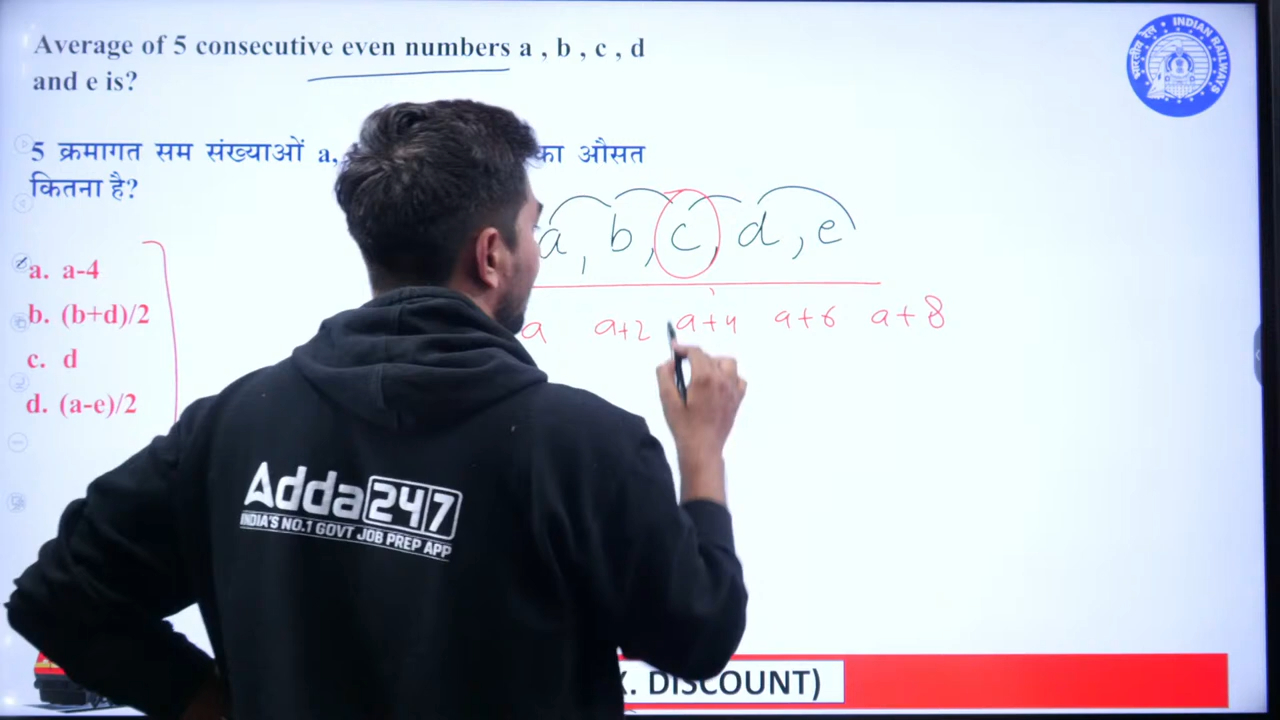 Average of 5 consecutive even numbers a , b , c , d
and e is?
5 क्रमागत सम संख्याओं a, का औसत
कितना है?
a. a-4
b. (b+d)/2
c. d
d. (a-e)/2
a, b, c, d, e
a a+2 a+4 a+6 a+8
भारतीय रेल INDIAN RAILWAYS
Adda247
INDIA'S NO.1 GOVT JOB PREP APP
X. DISCOUNT)